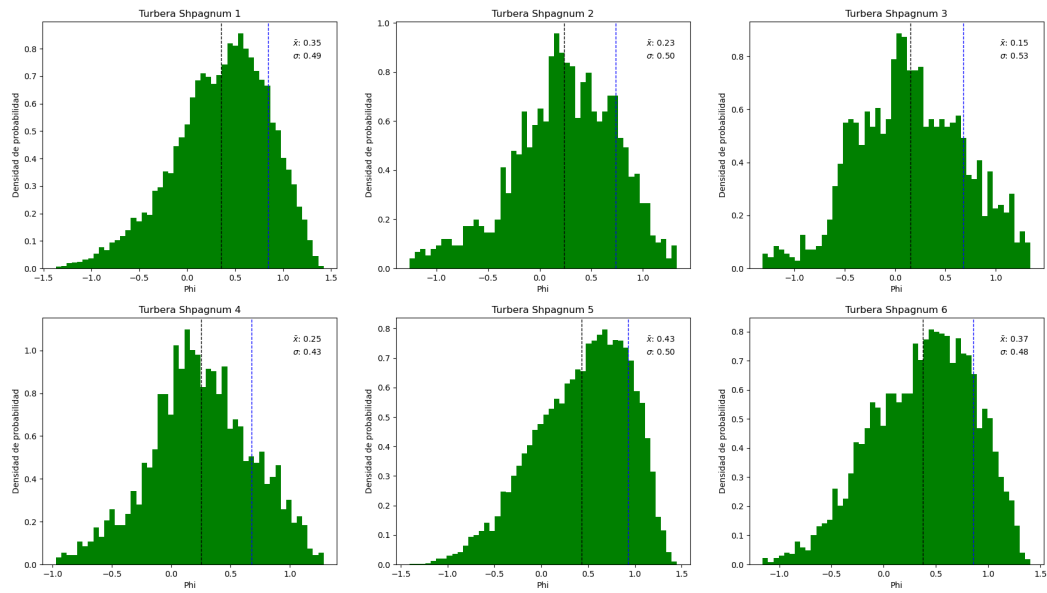 Turbera Shpagnum 1
x̄: 0.35
σ: 0.49
Densidad de probabilidad
0.8
0.7
0.6
0.5
0.4
0.3
0.2
0.1
0.0
−1.5
−1.0
−0.5
0.0
0.5
1.0
1.5
Phi
Turbera Shpagnum 2
x̄: 0.23
σ: 0.50
Densidad de probabilidad
1.0
0.8
0.6
0.4
0.2
0.0
−1.0
−0.5
0.0
0.5
1.0
Phi
Turbera Shpagnum 3
x̄: 0.15
σ: 0.53
Densidad de probabilidad
0.8
0.6
0.4
0.2
0.0
−1.0
−0.5
0.0
0.5
1.0
Phi
Turbera Shpagnum 4
x̄: 0.25
σ: 0.43
Densidad de probabilidad
1.0
0.8
0.6
0.4
0.2
0.0
−1.0
−0.5
0.0
0.5
1.0
Phi
Turbera Shpagnum 5
x̄: 0.43
σ: 0.50
Densidad de probabilidad
0.8
0.7
0.6
0.5
0.4
0.3
0.2
0.1
0.0
−1.5
−1.0
−0.5
0.0
0.5
1.0
1.5
Phi
Turbera Shpagnum 6
x̄: 0.37
σ: 0.48
Densidad de probabilidad
0.8
0.7
0.6
0.5
0.4
0.3
0.2
0.1
0.0
−1.0
−0.5
0.0
0.5
1.0
1.5
Phi